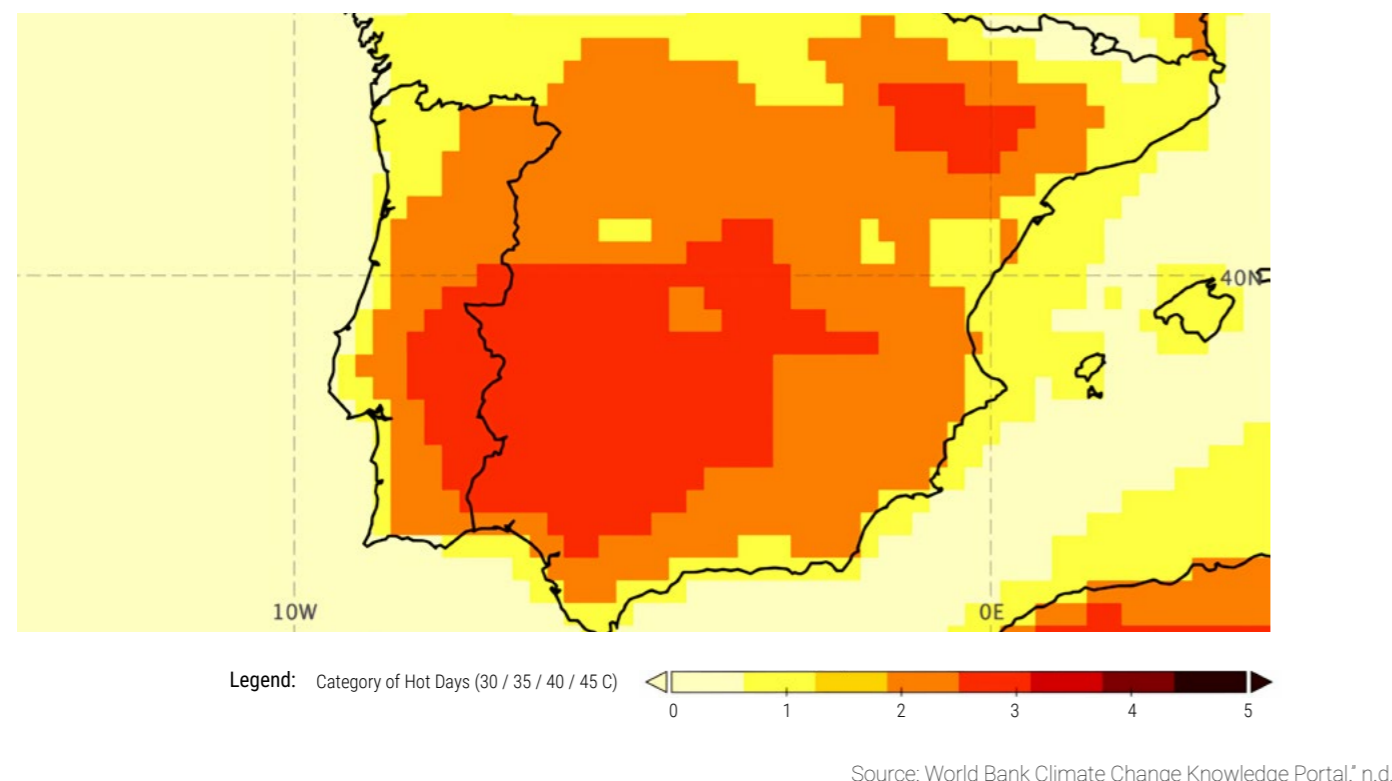 40N
10W
0E
Legend: Category of Hot Days (30 / 35 / 40 / 45 C)
0 1 2 3 4 5
Source: World Bank Climate Change Knowledge Portal,” n.d.